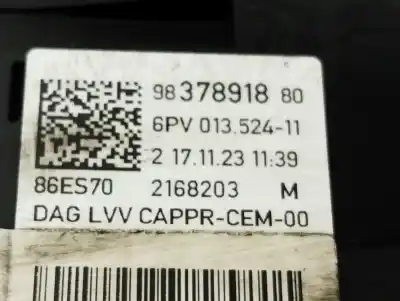 98 378918 80
6PV 013.524-11
2 17.11.23 11:39
86ES70 2168203 M
DAG LVV CAPPR-CEM-00